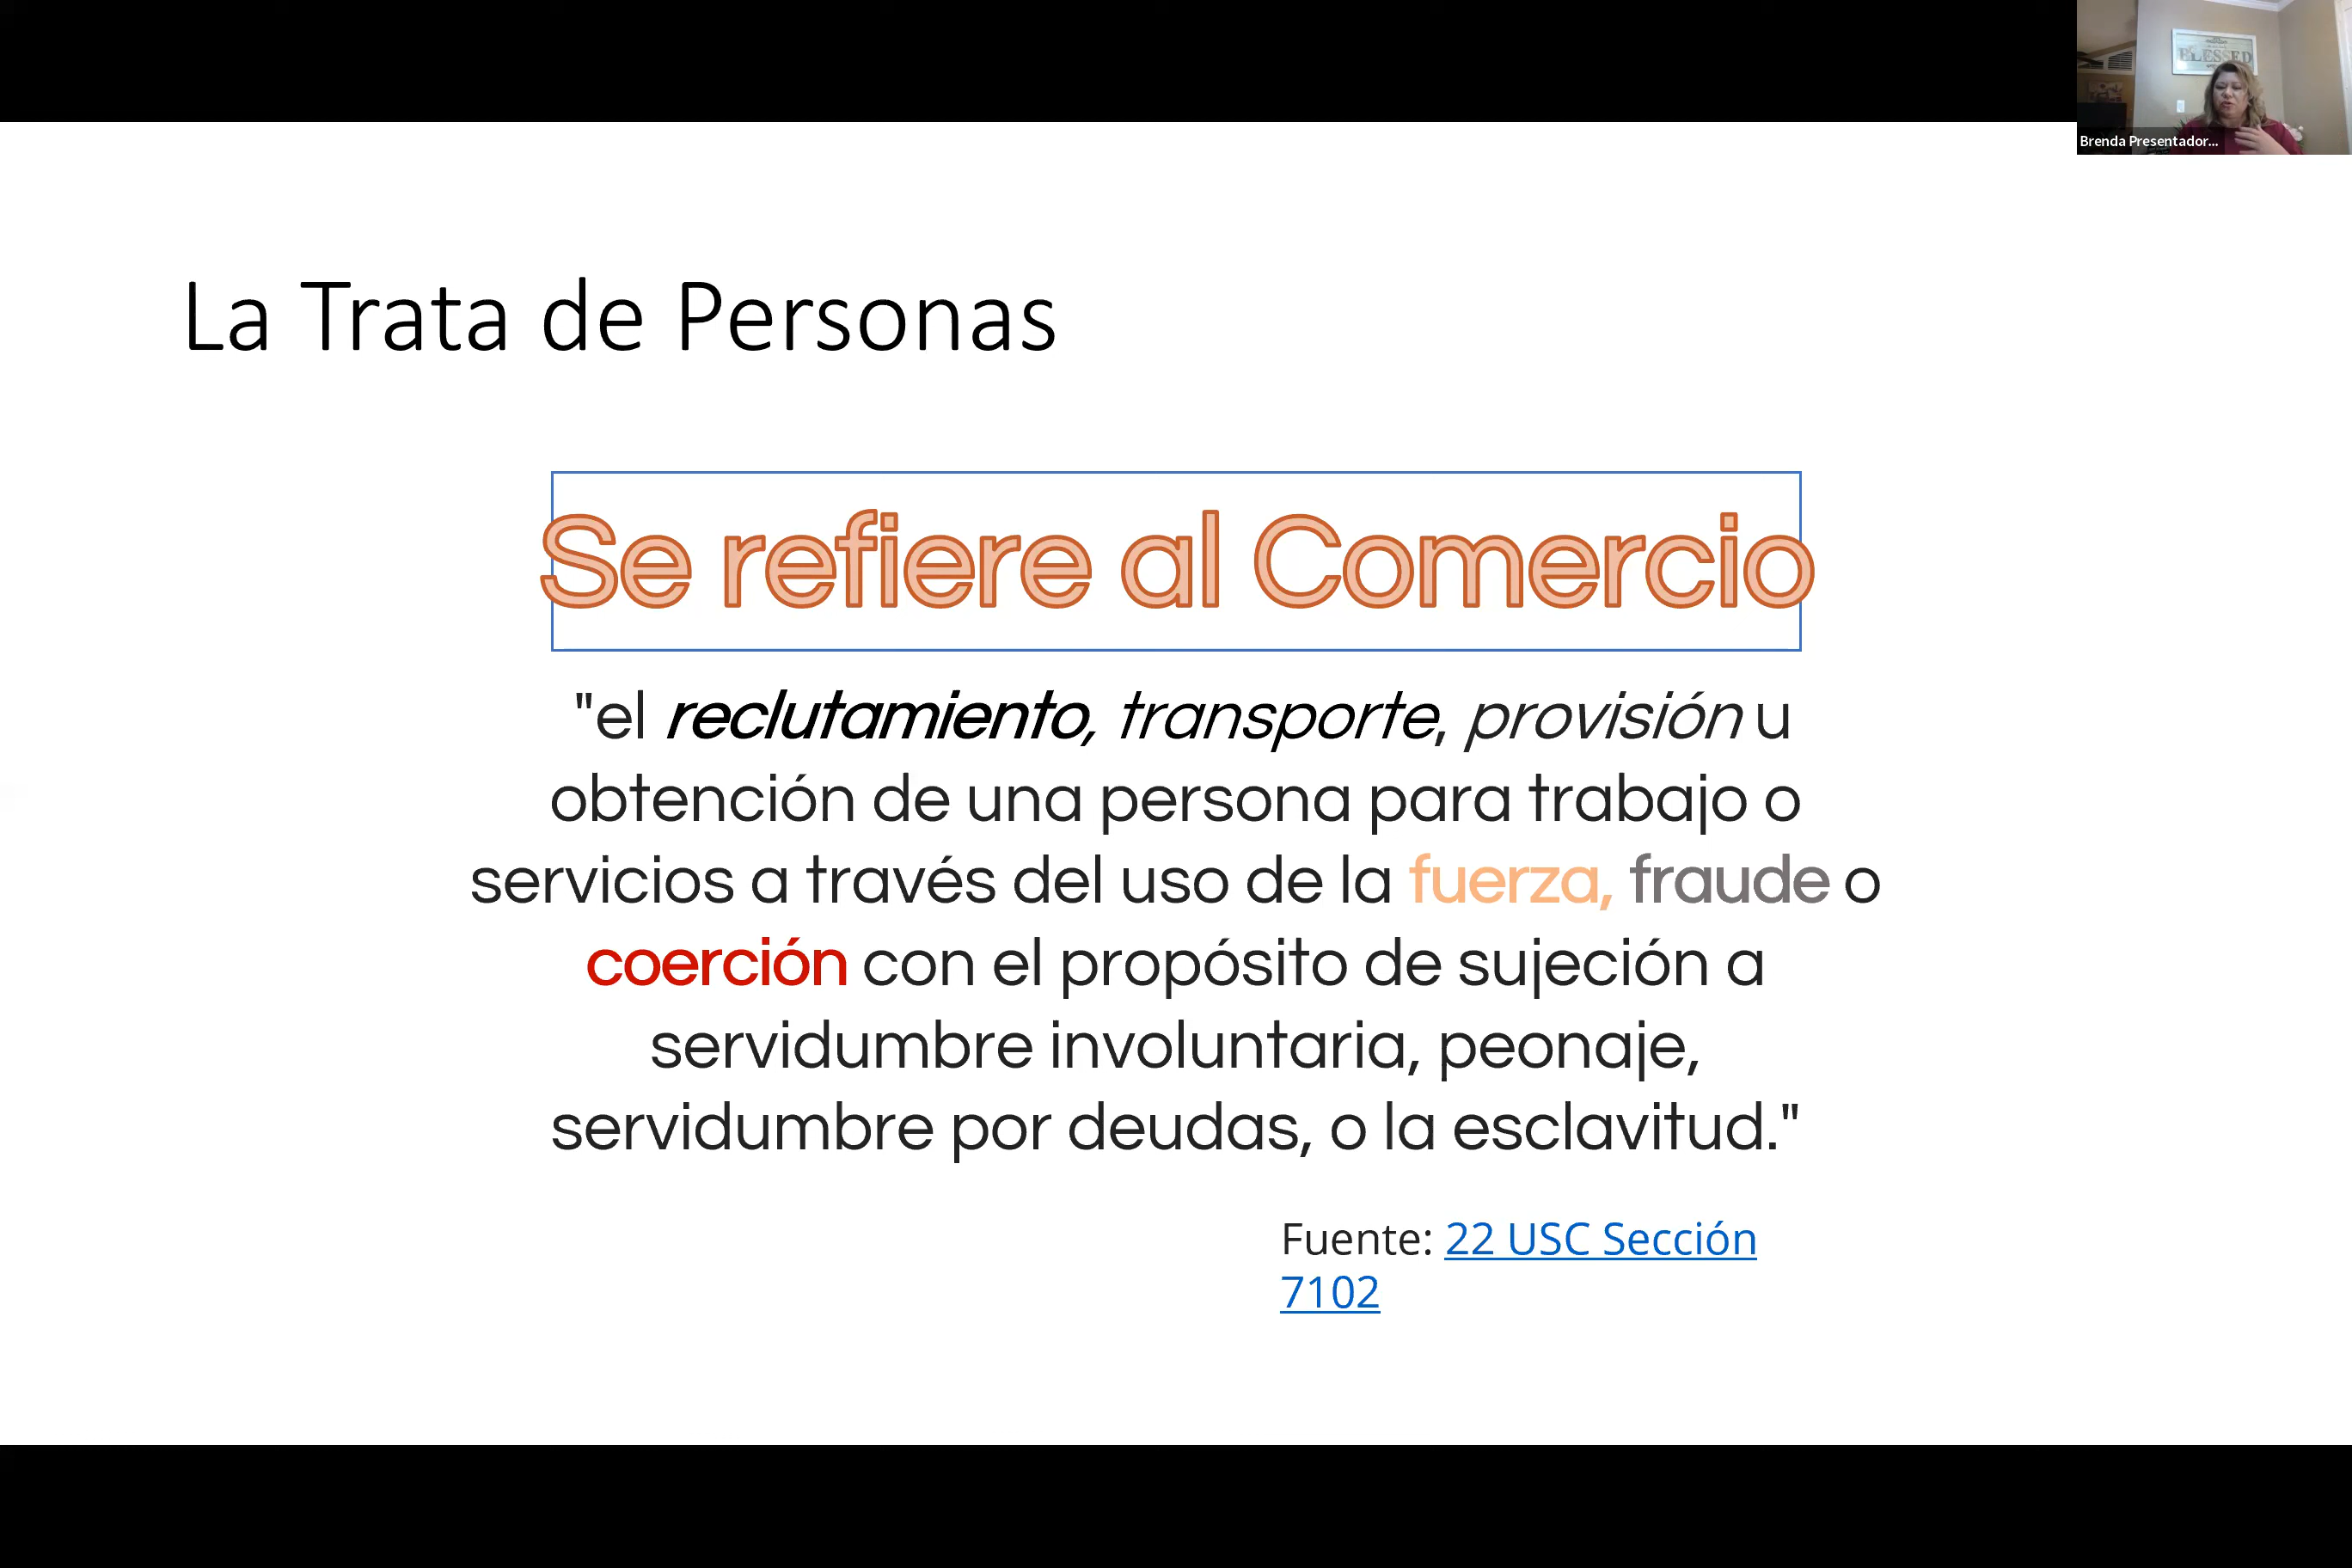 BLESSED
Brenda Presentador...
La Trata de Personas
Se refiere al Comercio
"el reclutamiento, transporte, provisión u
obtención de una persona para trabajo o
servicios a través del uso de la fuerza, fraude o
coerción con el propósito de sujeción a
servidumbre involuntaria, peonaje,
servidumbre por deudas, o la esclavitud."
Fuente: 22 USC Sección
7102